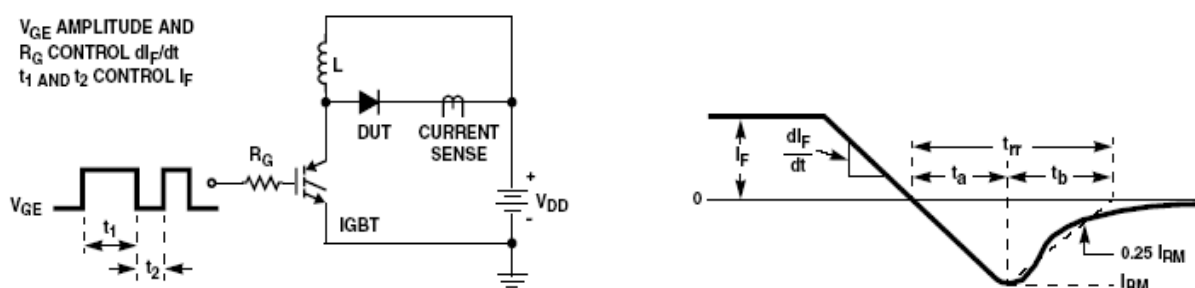 VGE AMPLITUDE AND
RG CONTROL dIF/dt
t1 AND t2 CONTROL IF
L
DUT
CURRENT
SENSE
RG
VGE
IGBT
+
VDD
-
t1
t2
IF
dIF
dt
trr
ta
tb
0
0.25 IRM
IRM